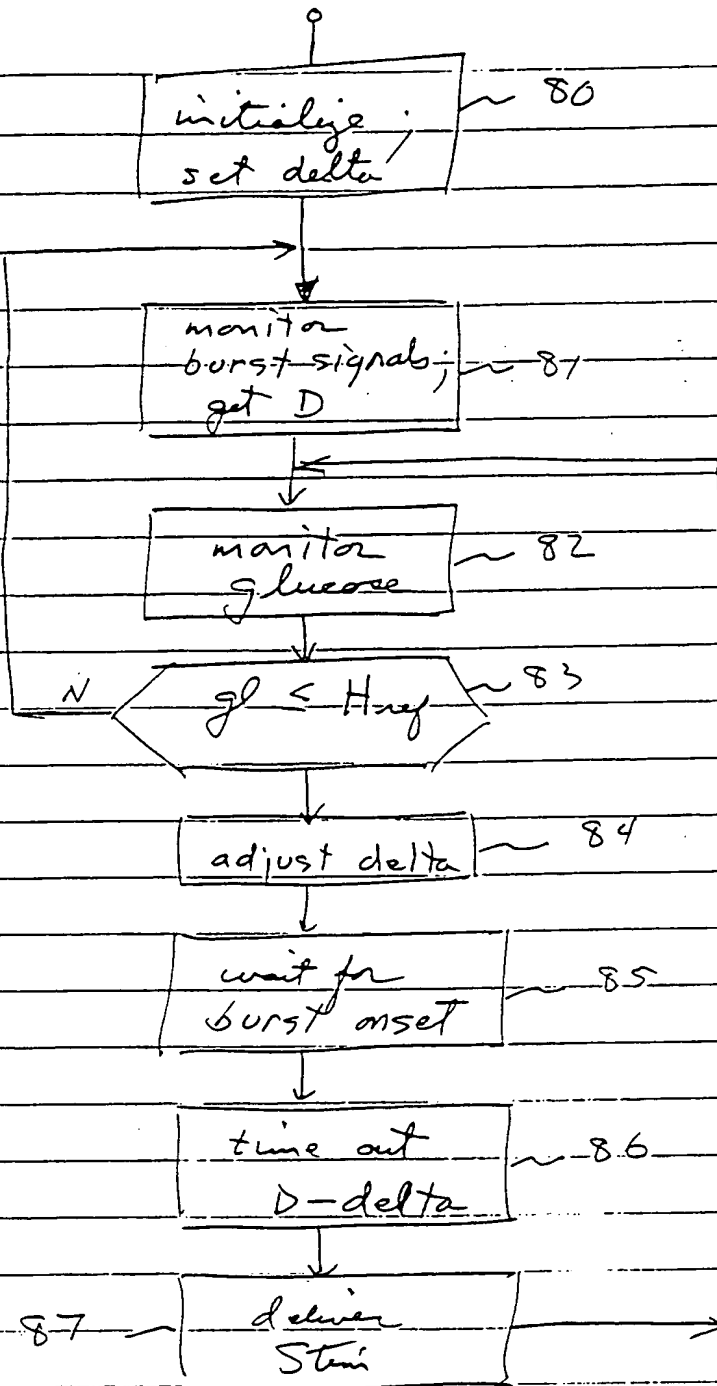 initialize;
set delta
80
monitor
burst signals;
get D
81
monitor
glucose
82
N
gl < Href
83
adjust delta
84
wait for
burst onset
85
time out
D-delta
86
87
deliver
Stim